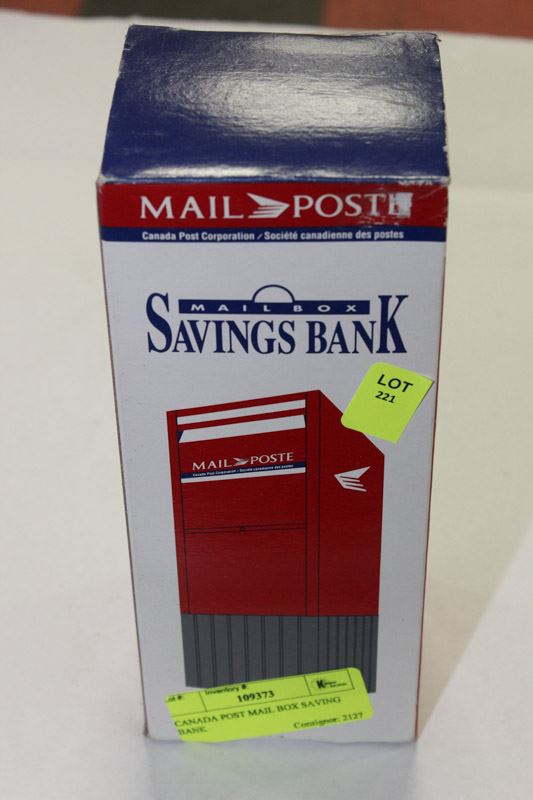 MAIL POSTE
Canada Post Corporation / Société canadienne des postes
MAIL BOX
SAVINGS BANK
LOT
221
MAIL POSTE
Canada Post Corporation / Société canadienne des postes
Inventory #:
109373
CANADA POST MAIL BOX SAVING
BANK
Consignor: 2127